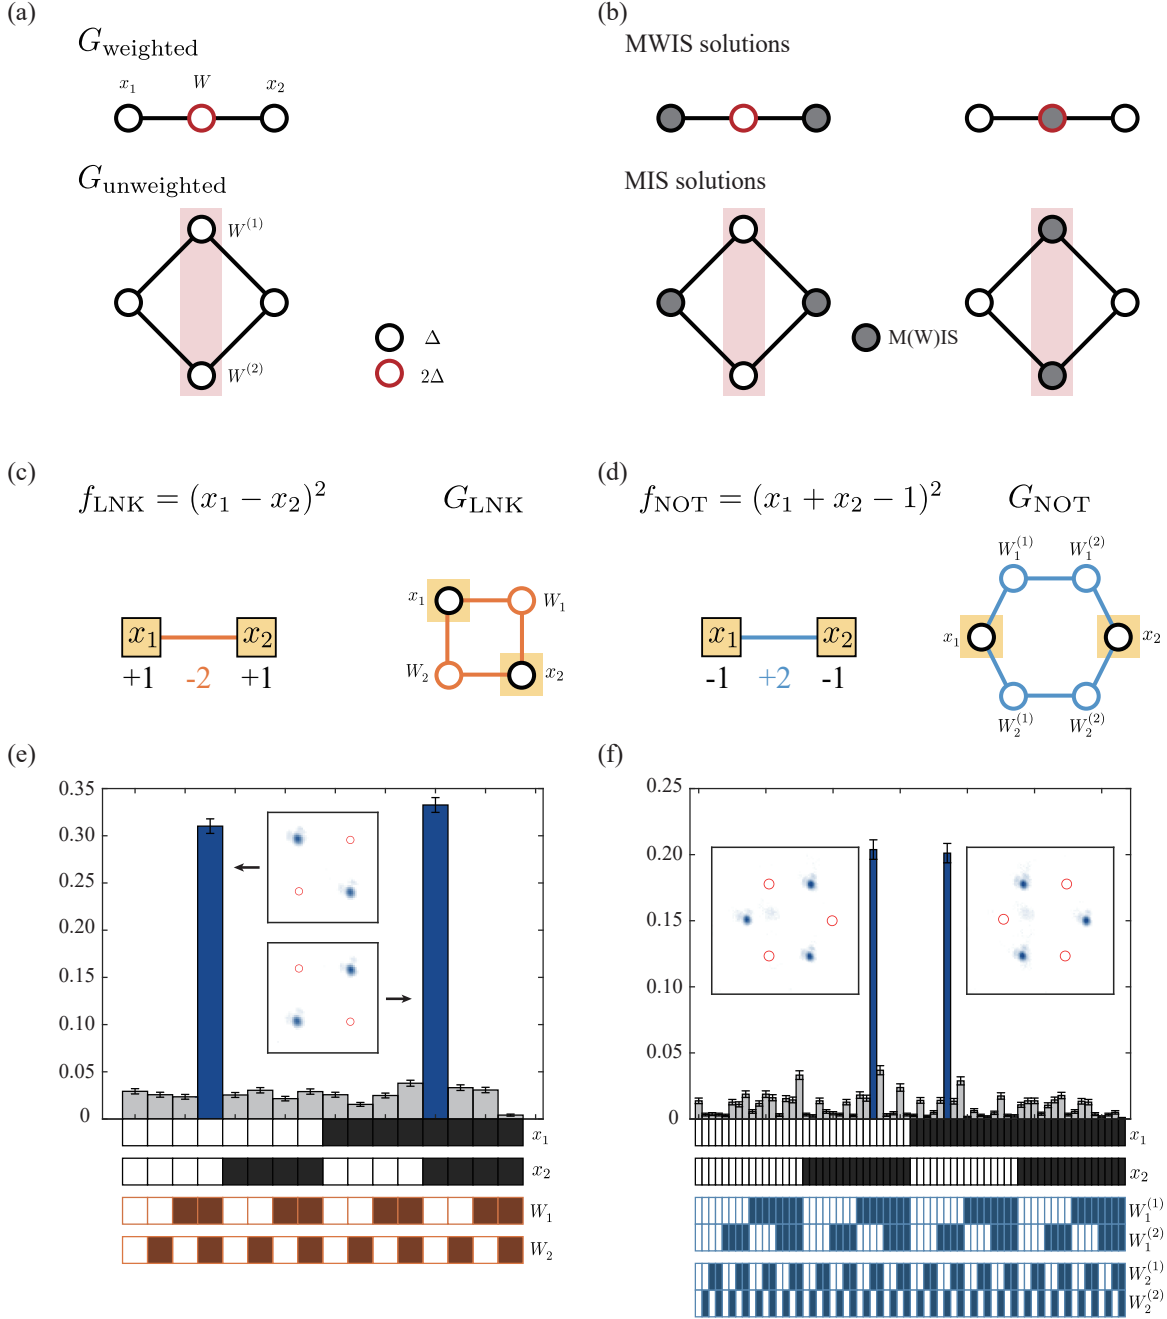 (a)
G_weighted
x_1 W x_2
G_unweighted
W^(1)
W^(2)
Δ
2Δ
(b)
MWIS solutions
MIS solutions
M(W)IS
(c)
f_LNK = (x_1 − x_2)^2
G_LNK
x_1 W_1
W_2 x_2
x_1 x_2
+1 -2 +1
(d)
f_NOT = (x_1 + x_2 − 1)^2
G_NOT
W_1^(1) W_1^(2)
x_1 x_2
W_2^(1) W_2^(2)
x_1 x_2
-1 +2 -1
(e)
0.35
0.30
0.25
0.20
0.15
0.10
0.05
0
x_1
x_2
W_1
W_2
(f)
0.25
0.20
0.15
0.10
0.05
0
x_1
x_2
W_1^(1)
W_1^(2)
W_2^(1)
W_2^(2)